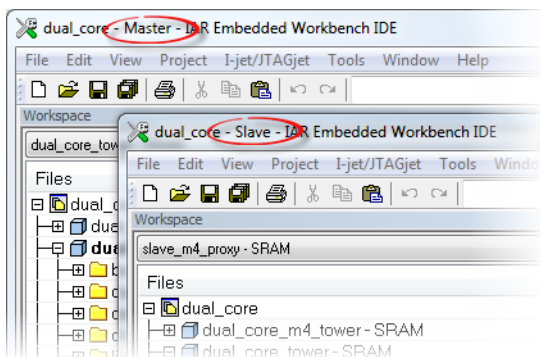 dual_core - Master - IAR Embedded Workbench IDE
File Edit View Project I-jet/JTAGjet Tools Window Help
Workspace
dual_core_tow
Files
dual_c
dua
dua
dual_core - Slave - IAR Embedded Workbench IDE
File Edit View Project I-jet/JTAGjet Tools Windo
Workspace
slave_m4_proxy - SRAM
Files
dual_core
dual_core_m4_tower - SRAM
dual_core_tower - SRAM